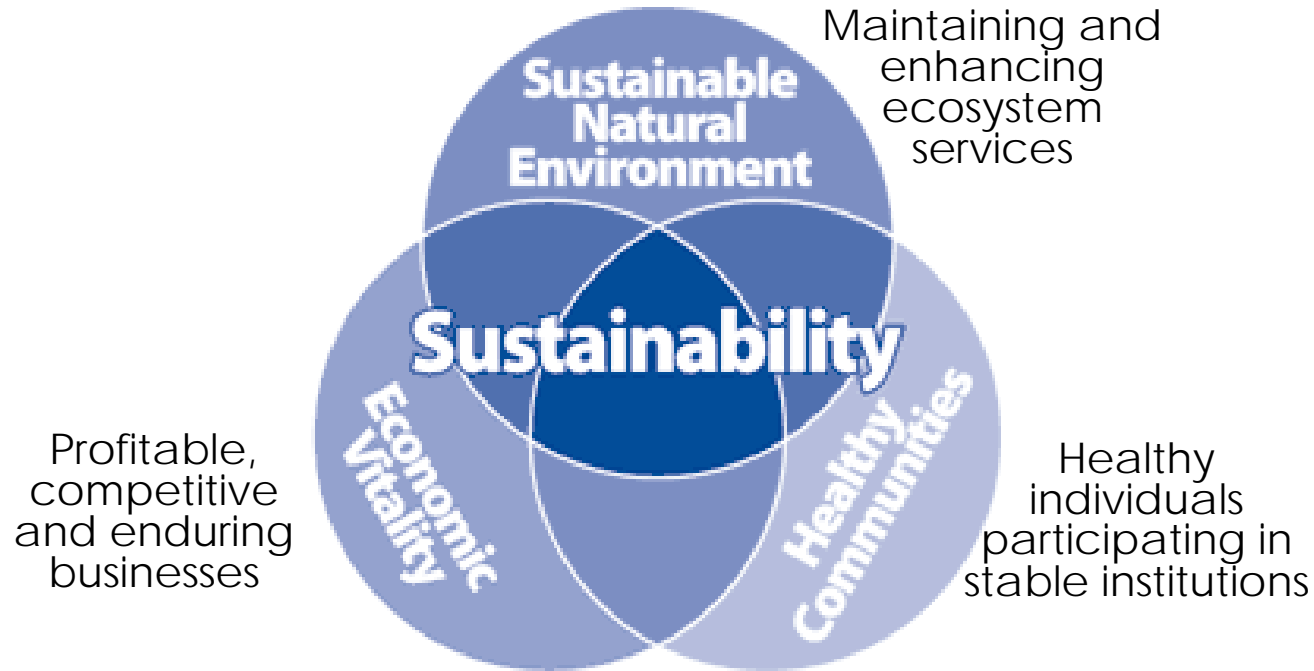 Maintaining and
enhancing
ecosystem
services
Sustainable
Natural
Environment
Sustainability
Economic
Vitality
Healthy
Communities
Profitable,
competitive
and enduring
businesses
Healthy
individuals
participating in
stable institutions